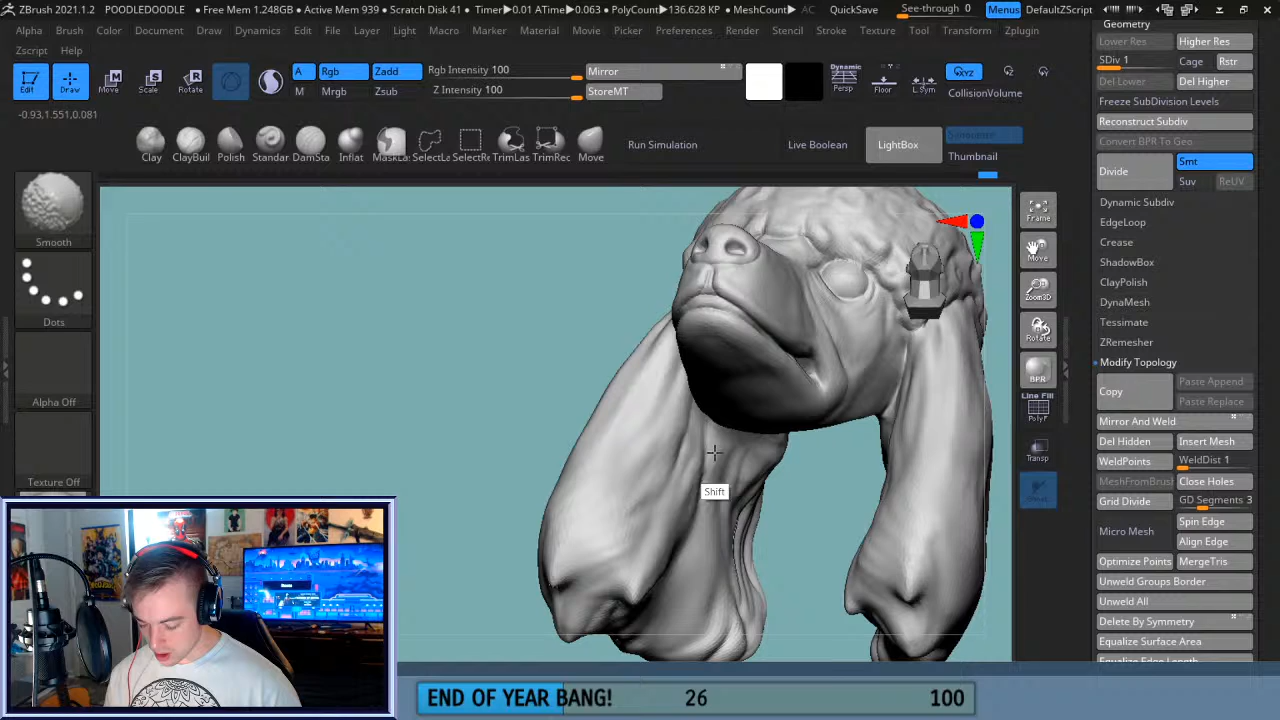 ZBrush 2021.1.2 POODLEDOODLE • Free Mem 1.248GB • Active Mem 939 • Scratch Disk 41 • Timer▶0.01 ATime▶0.063 • PolyCount▶136.628 KP • MeshCount▶ AC QuickSave See-through 0 Menus DefaultZScript
Alpha Brush Color Document Draw Dynamics Edit File Layer Light Macro Marker Material Movie Picker Preferences Render Stencil Stroke Texture Tool Transform Zplugin
Zscript Help
Edit Draw Move Scale Rotate A Rgb Zadd Rgb Intensity 100 Mirror Dynamic Persp Floor L.Sym XYZ CollisionVolume
M Mrgb Zsub Z Intensity 100 StoreMT
-0.93,1.551,0.081
Clay ClayBuil Polish Standar DamSta Inflat MaskLa SelectLa SelectRe TrimLas TrimRec Move Run Simulation Live Boolean LightBox Thumbnail
Smooth
Dots
Alpha Off
Texture Off
Shift
Frame
Move
Zoom3D
Rotate
BPR
Line Fill
PolyF
Transp
Geometry
Lower Res Higher Res
SDiv 1 Cage Rstr
Del Lower Del Higher
Freeze SubDivision Levels
Reconstruct Subdiv
Convert BPR To Geo
Divide Smt
Suv ReUV
Dynamic Subdiv
EdgeLoop
Crease
ShadowBox
ClayPolish
DynaMesh
Tessimate
ZRemesher
Modify Topology
Copy Paste Append
Paste Replace
Mirror And Weld
Del Hidden Insert Mesh
WeldPoints WeldDist 1
MeshFromBrush Close Holes
Grid Divide GD Segments 3
Micro Mesh Spin Edge
Align Edge
Optimize Points MergeTris
Unweld Groups Border
Unweld All
Delete By Symmetry
Equalize Surface Area
END OF YEAR BANG! 26 100